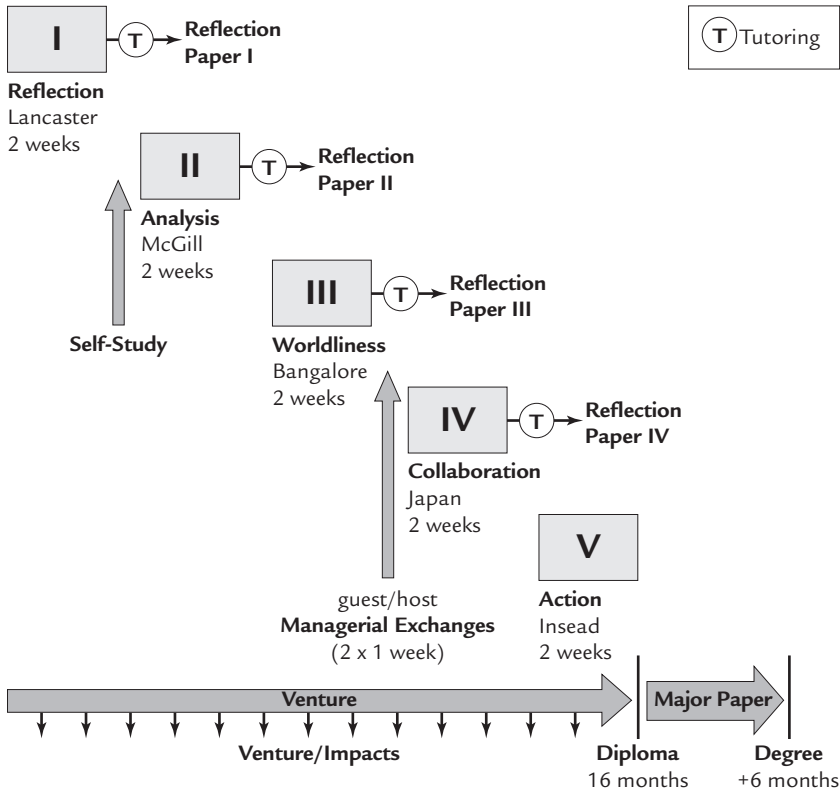 I
T
Reflection
Paper I
T Tutoring
Reflection
Lancaster
2 weeks
II
T
Reflection
Paper II
Analysis
McGill
2 weeks
Self-Study
III
T
Reflection
Paper III
Worldliness
Bangalore
2 weeks
IV
T
Reflection
Paper IV
Collaboration
Japan
2 weeks
guest/host
Managerial Exchanges
(2 x 1 week)
V
Action
Insead
2 weeks
Venture
Major Paper
Venture/Impacts
Diploma
16 months
Degree
+6 months